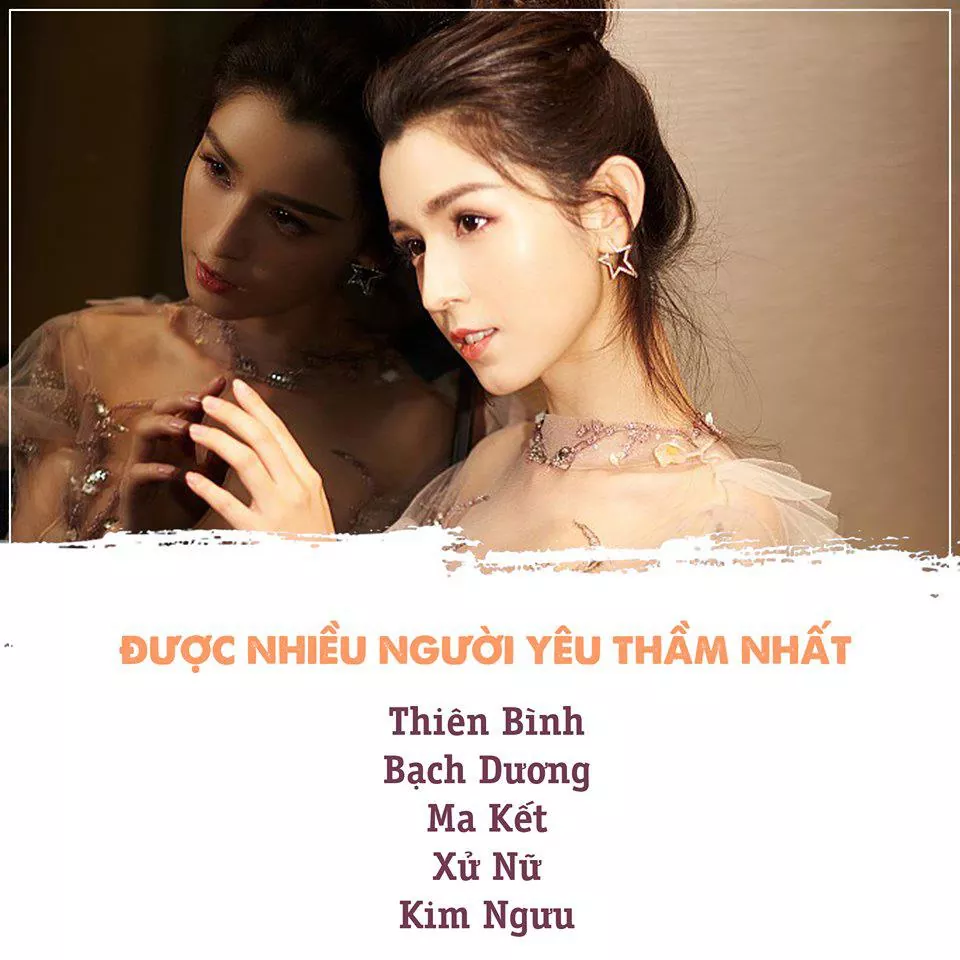 ĐƯỢC NHIỀU NGƯỜI YÊU THẦM NHẤT
Thiên Bình
Bạch Dương
Ma Kết
Xử Nữ
Kim Ngưu